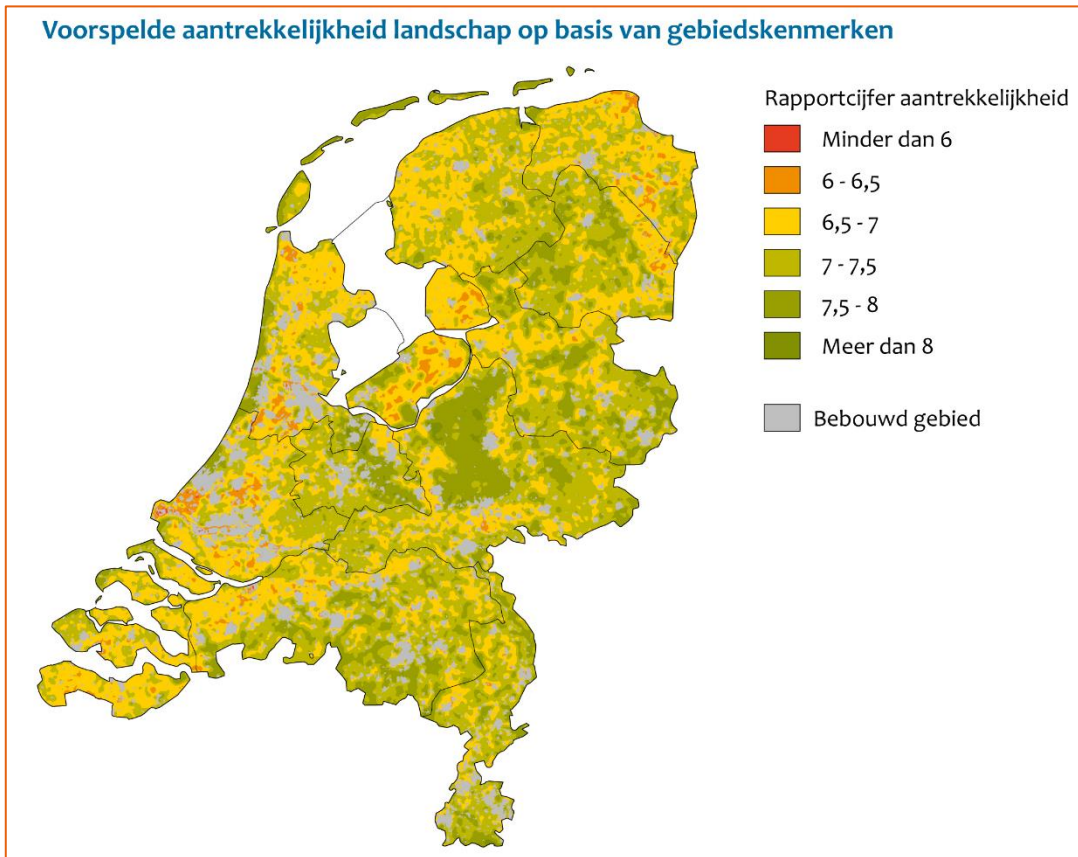 Voorspelde aantrekkelijkheid landschap op basis van gebiedskenmerken
Rapportcijfer aantrekkelijkheid
Minder dan 6
6 - 6,5
6,5 - 7
7 - 7,5
7,5 - 8
Meer dan 8
Bebouwd gebied